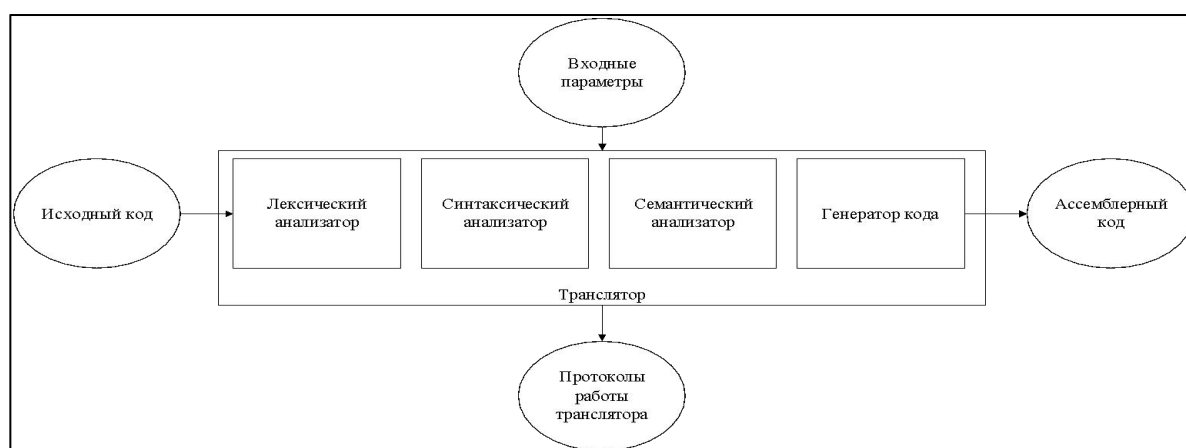 Входные
параметры
Исходный код
Лексический
анализатор
Синтаксический
анализатор
Семантический
анализатор
Генератор кода
Ассемблерный
код
Транслятор
Протоколы
работы
транслятора